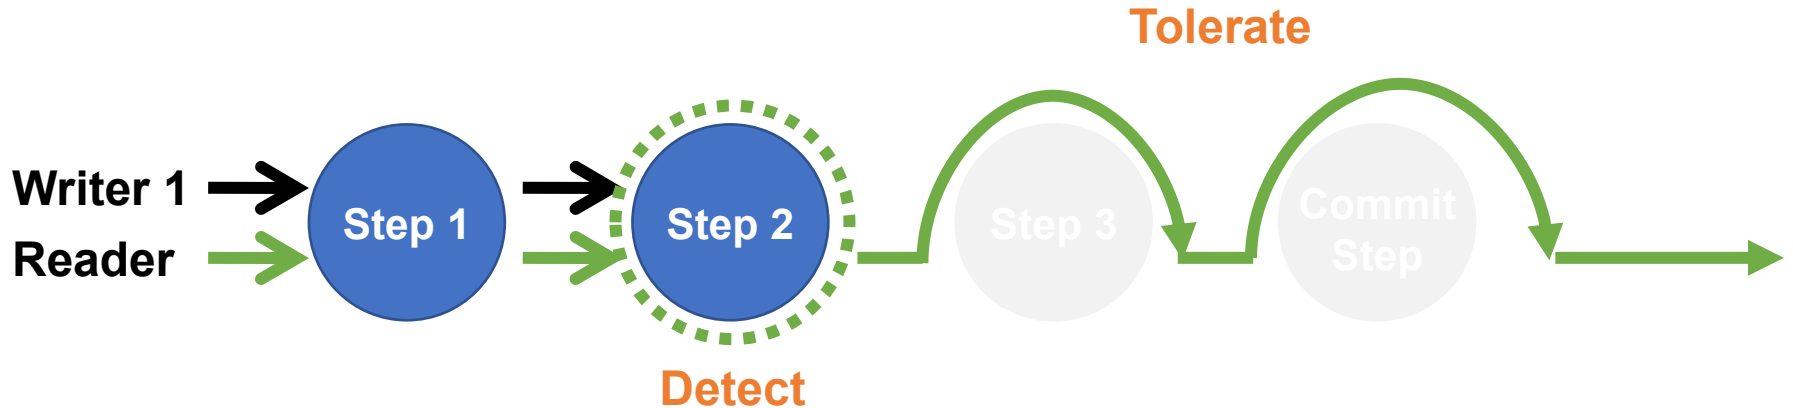 Tolerate
Writer 1
Reader
Step 1
Step 2
Step 3
Commit
Step
Detect